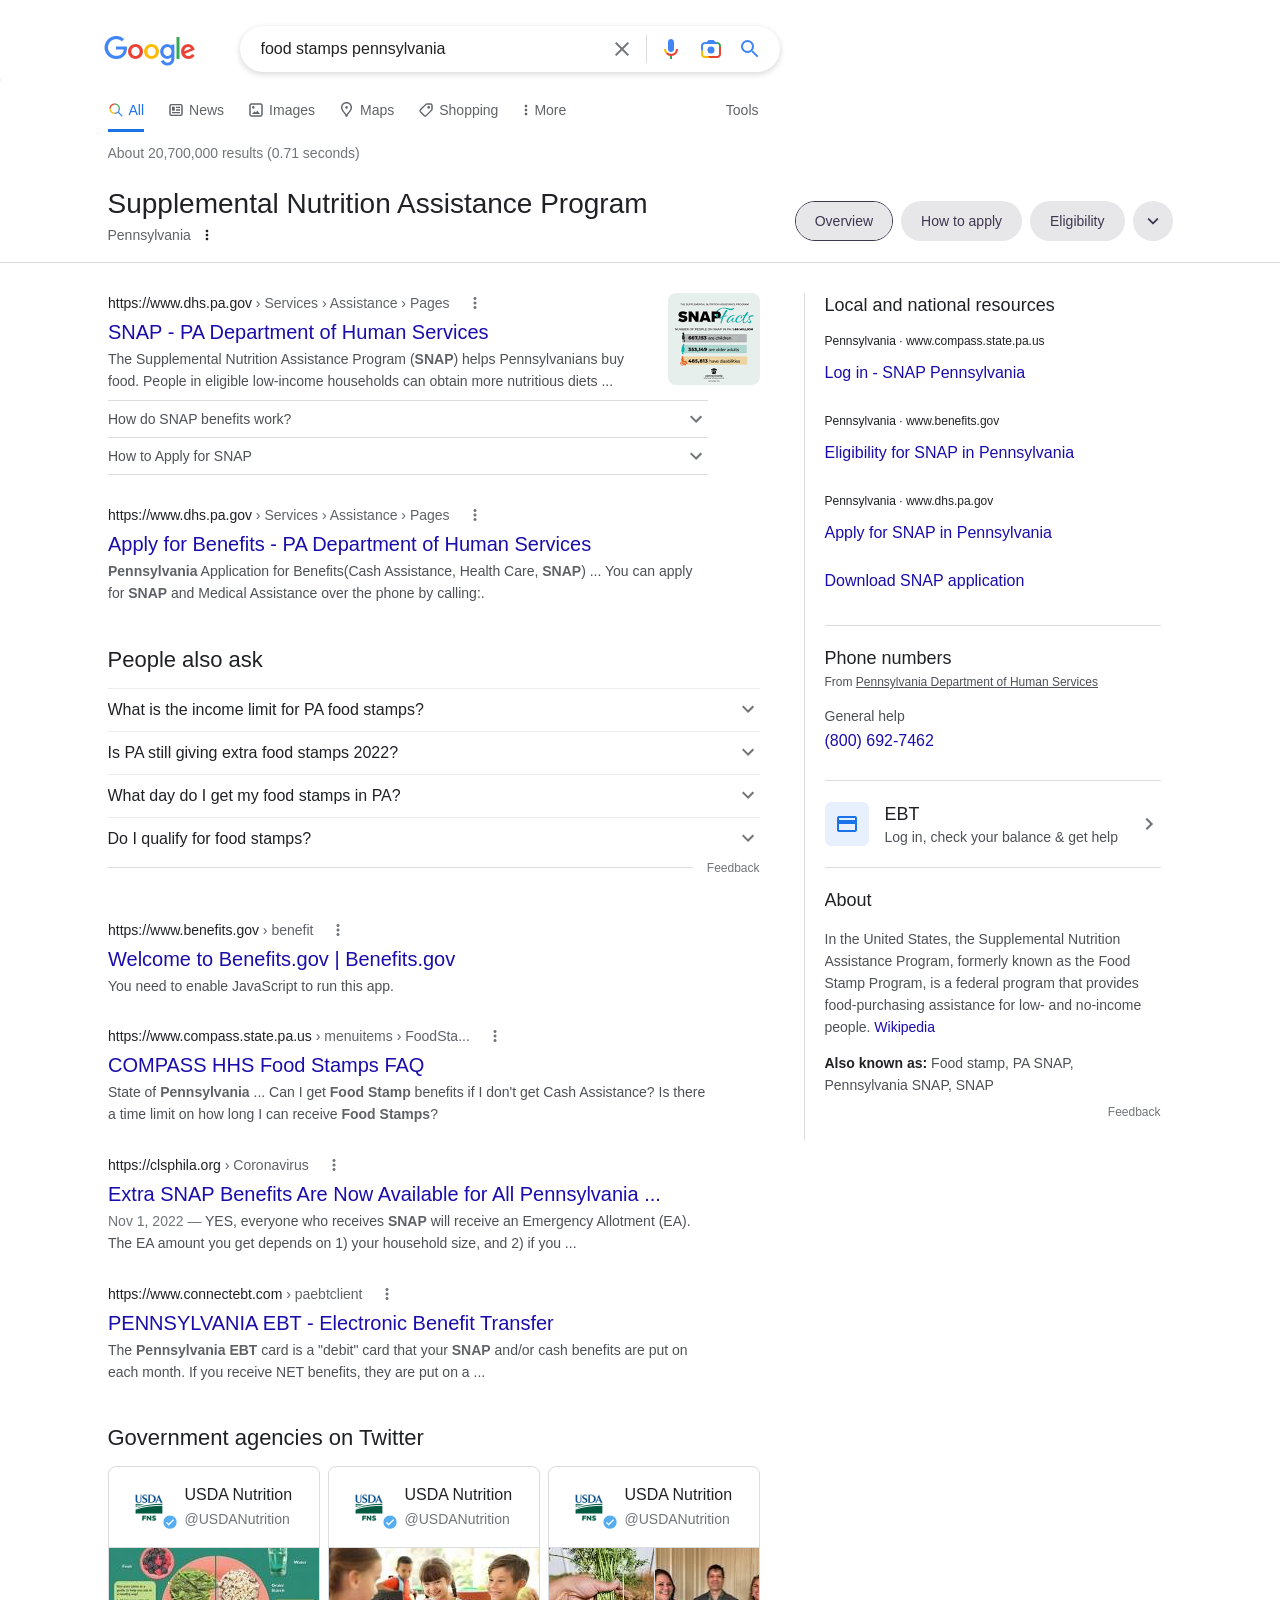 Google
food stamps pennsylvania
All
News
Images
Maps
Shopping
More
Tools
About 20,700,000 results (0.71 seconds)
Supplemental Nutrition Assistance Program
Pennsylvania
Overview
How to apply
Eligibility
https://www.dhs.pa.gov › Services › Assistance › Pages
SNAP - PA Department of Human Services
The Supplemental Nutrition Assistance Program (SNAP) helps Pennsylvanians buy
food. People in eligible low-income households can obtain more nutritious diets ...
SNAP Facts
How do SNAP benefits work?
How to Apply for SNAP
https://www.dhs.pa.gov › Services › Assistance › Pages
Apply for Benefits - PA Department of Human Services
Pennsylvania Application for Benefits(Cash Assistance, Health Care, SNAP) ... You can apply
for SNAP and Medical Assistance over the phone by calling:.
People also ask
What is the income limit for PA food stamps?
Is PA still giving extra food stamps 2022?
What day do I get my food stamps in PA?
Do I qualify for food stamps?
Feedback
https://www.benefits.gov › benefit
Welcome to Benefits.gov | Benefits.gov
You need to enable JavaScript to run this app.
https://www.compass.state.pa.us › menuitems › FoodSta...
COMPASS HHS Food Stamps FAQ
State of Pennsylvania ... Can I get Food Stamp benefits if I don't get Cash Assistance? Is there
a time limit on how long I can receive Food Stamps?
https://clsphila.org › Coronavirus
Extra SNAP Benefits Are Now Available for All Pennsylvania ...
Nov 1, 2022 — YES, everyone who receives SNAP will receive an Emergency Allotment (EA).
The EA amount you get depends on 1) your household size, and 2) if you ...
https://www.connectebt.com › paebtclient
PENNSYLVANIA EBT - Electronic Benefit Transfer
The Pennsylvania EBT card is a "debit" card that your SNAP and/or cash benefits are put on
each month. If you receive NET benefits, they are put on a ...
Government agencies on Twitter
USDA
FNS
USDA Nutrition
@USDANutrition
USDA
FNS
USDA Nutrition
@USDANutrition
USDA
FNS
USDA Nutrition
@USDANutrition
Local and national resources
Pennsylvania · www.compass.state.pa.us
Log in - SNAP Pennsylvania
Pennsylvania · www.benefits.gov
Eligibility for SNAP in Pennsylvania
Pennsylvania · www.dhs.pa.gov
Apply for SNAP in Pennsylvania
Download SNAP application
Phone numbers
From Pennsylvania Department of Human Services
General help
(800) 692-7462
EBT
Log in, check your balance & get help
About
In the United States, the Supplemental Nutrition
Assistance Program, formerly known as the Food
Stamp Program, is a federal program that provides
food-purchasing assistance for low- and no-income
people. Wikipedia
Also known as: Food stamp, PA SNAP,
Pennsylvania SNAP, SNAP
Feedback